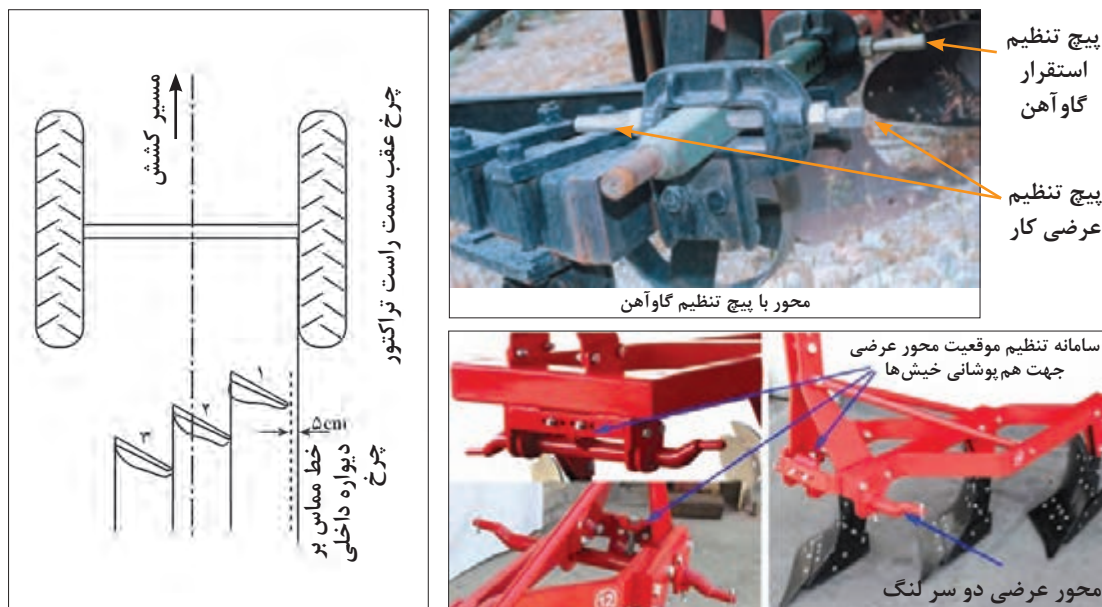 پیچ تنظیم
استقرار
گاوآهن
پیچ تنظیم
عرضی کار
محور با پیچ تنظیم گاوآهن
سامانه تنظیم موقعیت محور عرضی
جهت هم‌پوشانی خیش‌ها
محور عرضی دو سر لنگ
۱۲
مسیر کشش
چرخ عقب سمت راست تراکتور
۱
۲
۳
۵cm
خط مماس بر
دیواره داخلی
چرخ